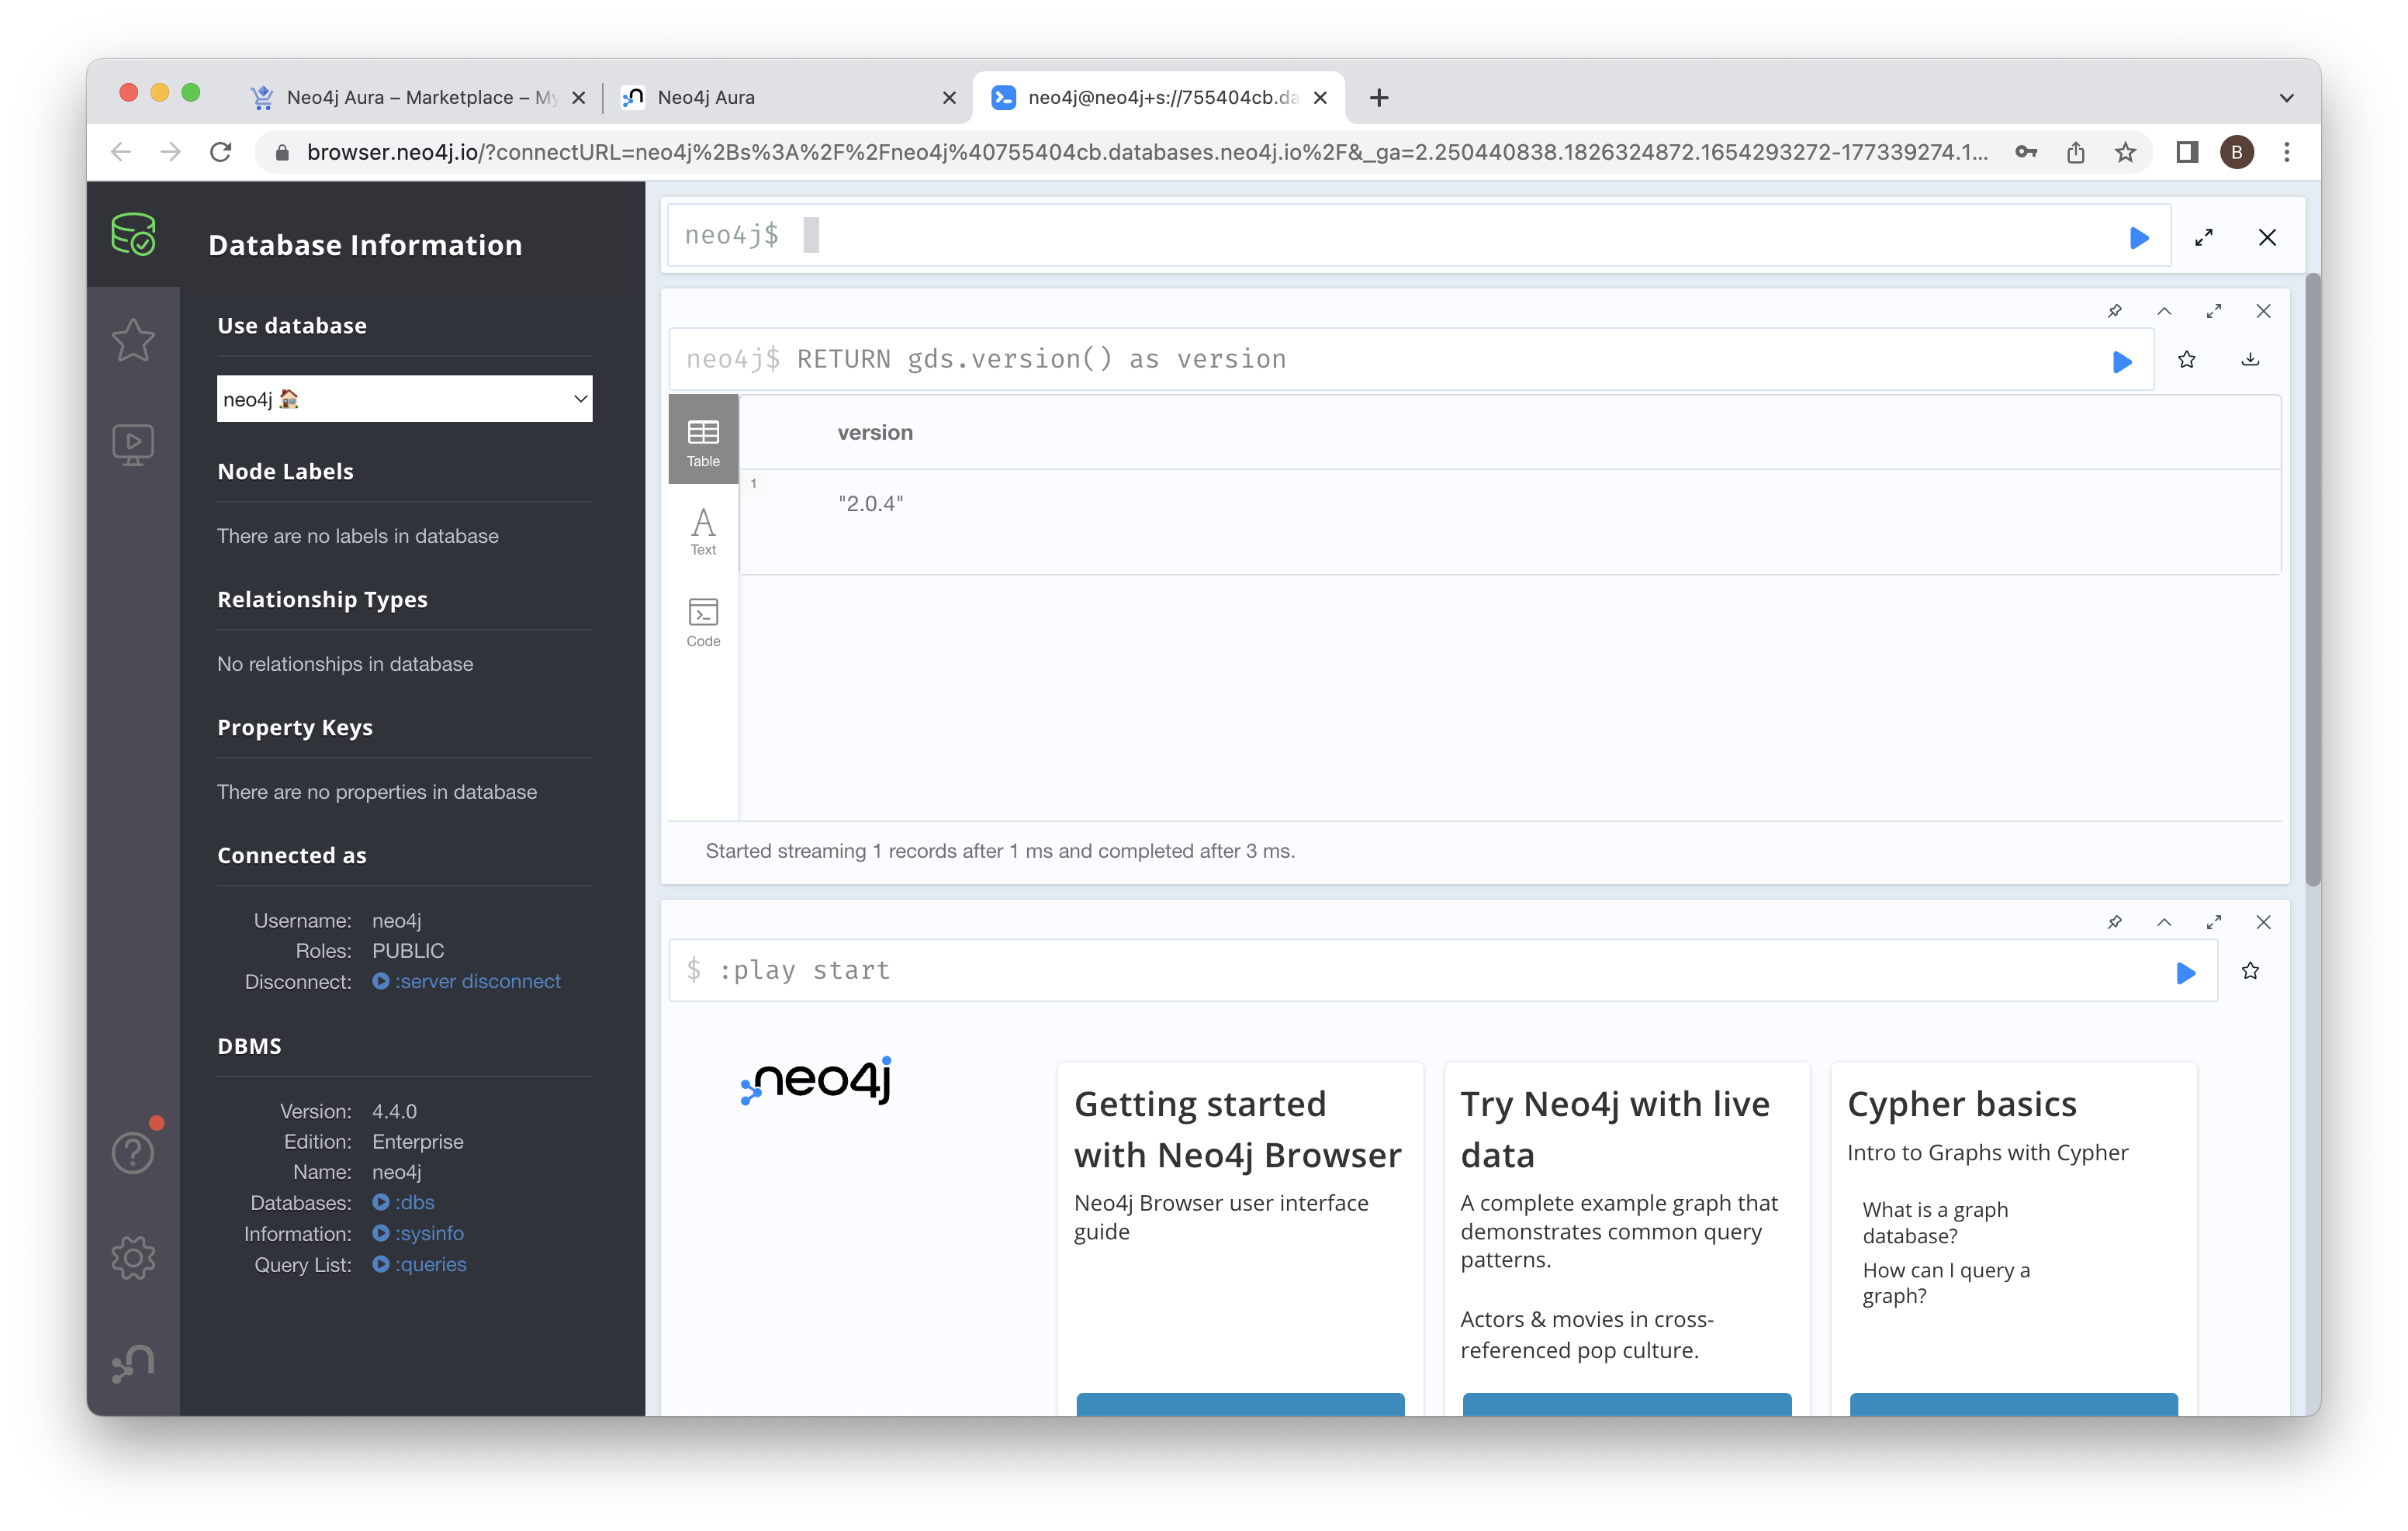 Neo4j Aura – Marketplace – My
Neo4j Aura
neo4j@neo4j+s://755404cb.da
browser.neo4j.io/?connectURL=neo4j%2Bs%3A%2F%2Fneo4j%40755404cb.databases.neo4j.io%2F&_ga=2.250440838.1826324872.1654293272-177339274.1...
B
Database Information
Use database
neo4j
Node Labels
There are no labels in database
Relationship Types
No relationships in database
Property Keys
There are no properties in database
Connected as
Username: neo4j
Roles: PUBLIC
Disconnect: :server disconnect
DBMS
Version: 4.4.0
Edition: Enterprise
Name: neo4j
Databases: :dbs
Information: :sysinfo
Query List: :queries
neo4j$
neo4j$ RETURN gds.version() as version
Table
Text
Code
version
1
"2.0.4"
Started streaming 1 records after 1 ms and completed after 3 ms.
$ :play start
neo4j
Getting started
with Neo4j Browser
Neo4j Browser user interface
guide
Try Neo4j with live
data
A complete example graph that
demonstrates common query
patterns.
Actors & movies in cross-
referenced pop culture.
Cypher basics
Intro to Graphs with Cypher
What is a graph
database?
How can I query a
graph?